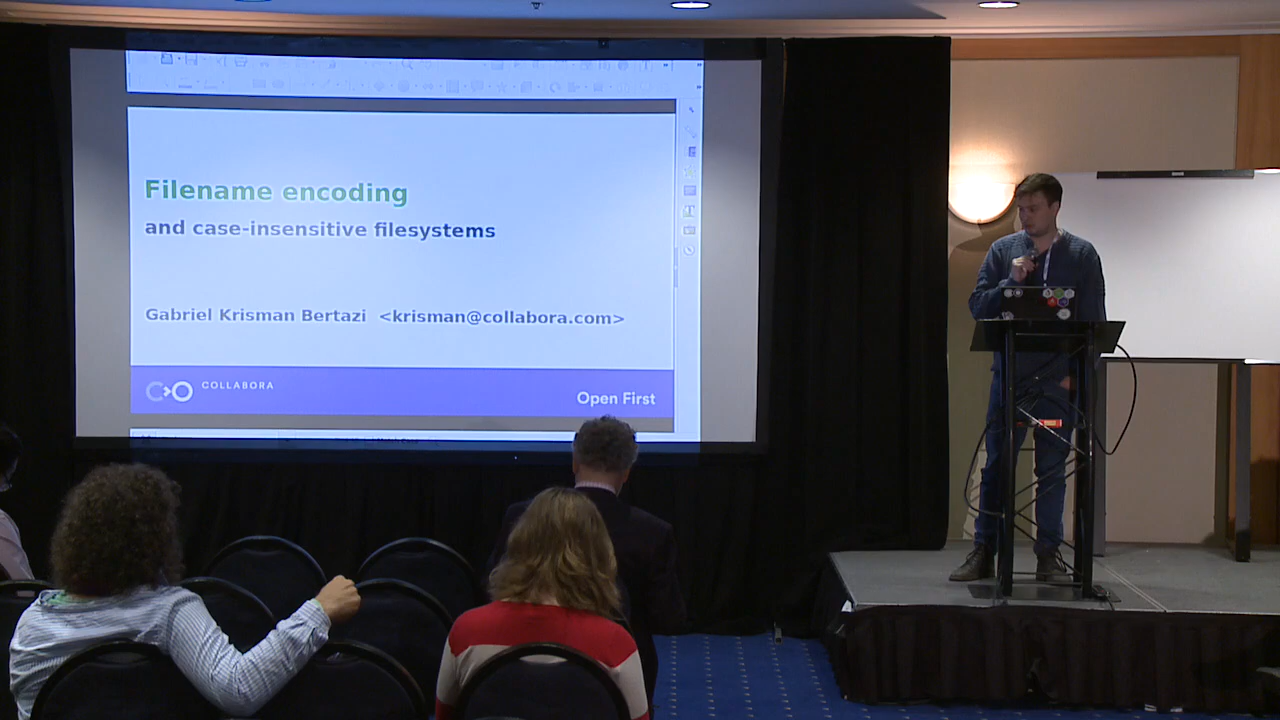 Filename encoding
and case-insensitive filesystems
Gabriel Krisman Bertazi <krisman@collabora.com>
COLLABORA
Open First